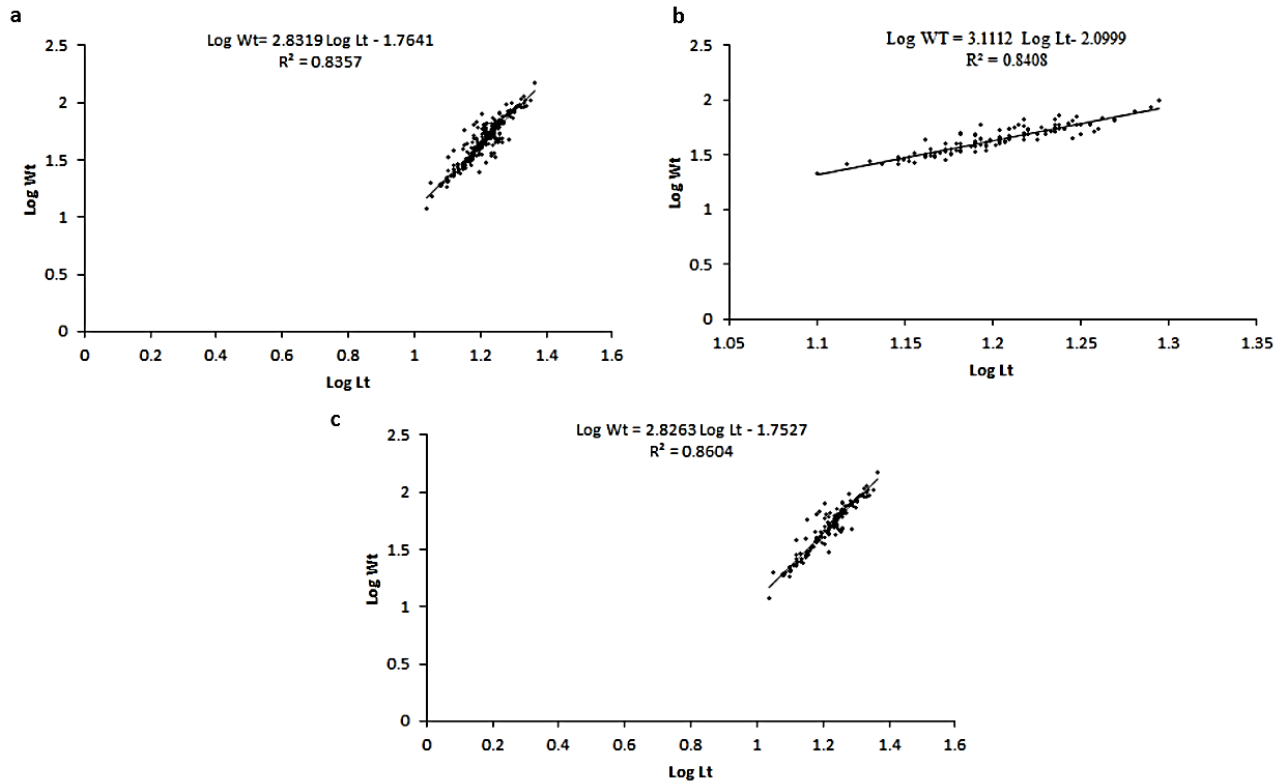 a
Log Wt= 2.8319 Log Lt - 1.7641
R² = 0.8357
2.5
2
1.5
1
0.5
0
Log Wt
0 0.2 0.4 0.6 0.8 1 1.2 1.4 1.6
Log Lt
b
Log WT = 3.1112 Log Lt- 2.0999
R² = 0.8408
2.5
2
1.5
1
0.5
0
Log Wt
1.05 1.1 1.15 1.2 1.25 1.3 1.35
Log Lt
c
Log Wt = 2.8263 Log Lt - 1.7527
R² = 0.8604
2.5
2
1.5
1
0.5
0
Log Wt
0 0.2 0.4 0.6 0.8 1 1.2 1.4 1.6
Log Lt